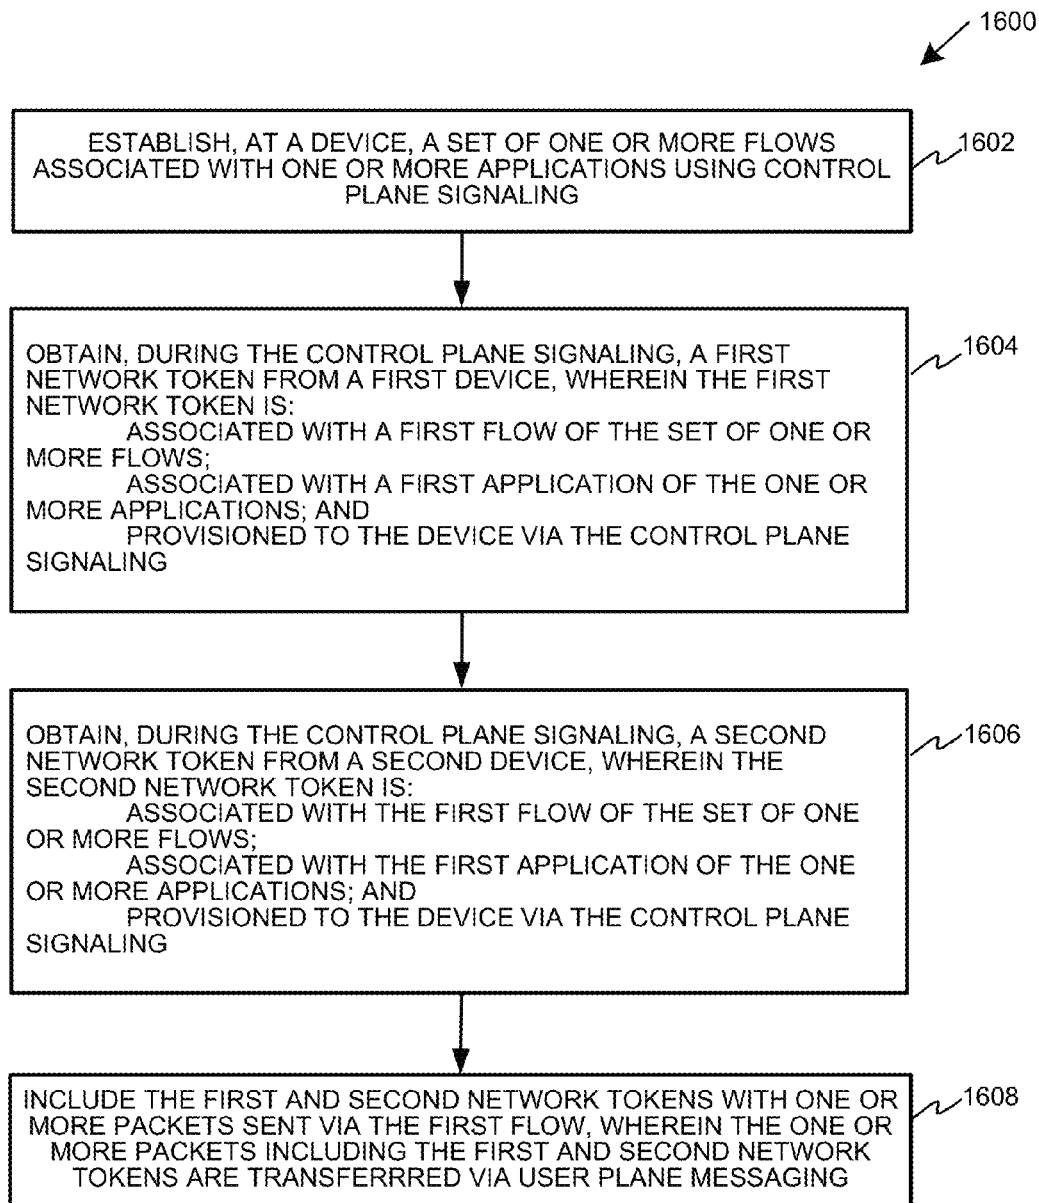 1600
ESTABLISH, AT A DEVICE, A SET OF ONE OR MORE FLOWS
ASSOCIATED WITH ONE OR MORE APPLICATIONS USING CONTROL
PLANE SIGNALING
1602
OBTAIN, DURING THE CONTROL PLANE SIGNALING, A FIRST
NETWORK TOKEN FROM A FIRST DEVICE, WHEREIN THE FIRST
NETWORK TOKEN IS:
ASSOCIATED WITH A FIRST FLOW OF THE SET OF ONE OR
MORE FLOWS;
ASSOCIATED WITH A FIRST APPLICATION OF THE ONE OR
MORE APPLICATIONS; AND
PROVISIONED TO THE DEVICE VIA THE CONTROL PLANE
SIGNALING
1604
OBTAIN, DURING THE CONTROL PLANE SIGNALING, A SECOND
NETWORK TOKEN FROM A SECOND DEVICE, WHEREIN THE
SECOND NETWORK TOKEN IS:
ASSOCIATED WITH THE FIRST FLOW OF THE SET OF ONE
OR MORE FLOWS;
ASSOCIATED WITH THE FIRST APPLICATION OF THE ONE
OR MORE APPLICATIONS; AND
PROVISIONED TO THE DEVICE VIA THE CONTROL PLANE
SIGNALING
1606
INCLUDE THE FIRST AND SECOND NETWORK TOKENS WITH ONE OR
MORE PACKETS SENT VIA THE FIRST FLOW, WHEREIN THE ONE OR
MORE PACKETS INCLUDING THE FIRST AND SECOND NETWORK
TOKENS ARE TRANSFERRRED VIA USER PLANE MESSAGING
1608